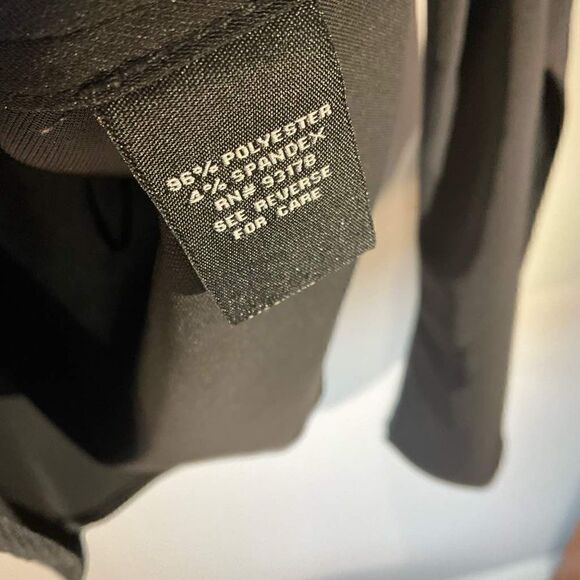 96% POLYESTER
4% SPANDEX
RN# 93178
SEE REVERSE
FOR CARE